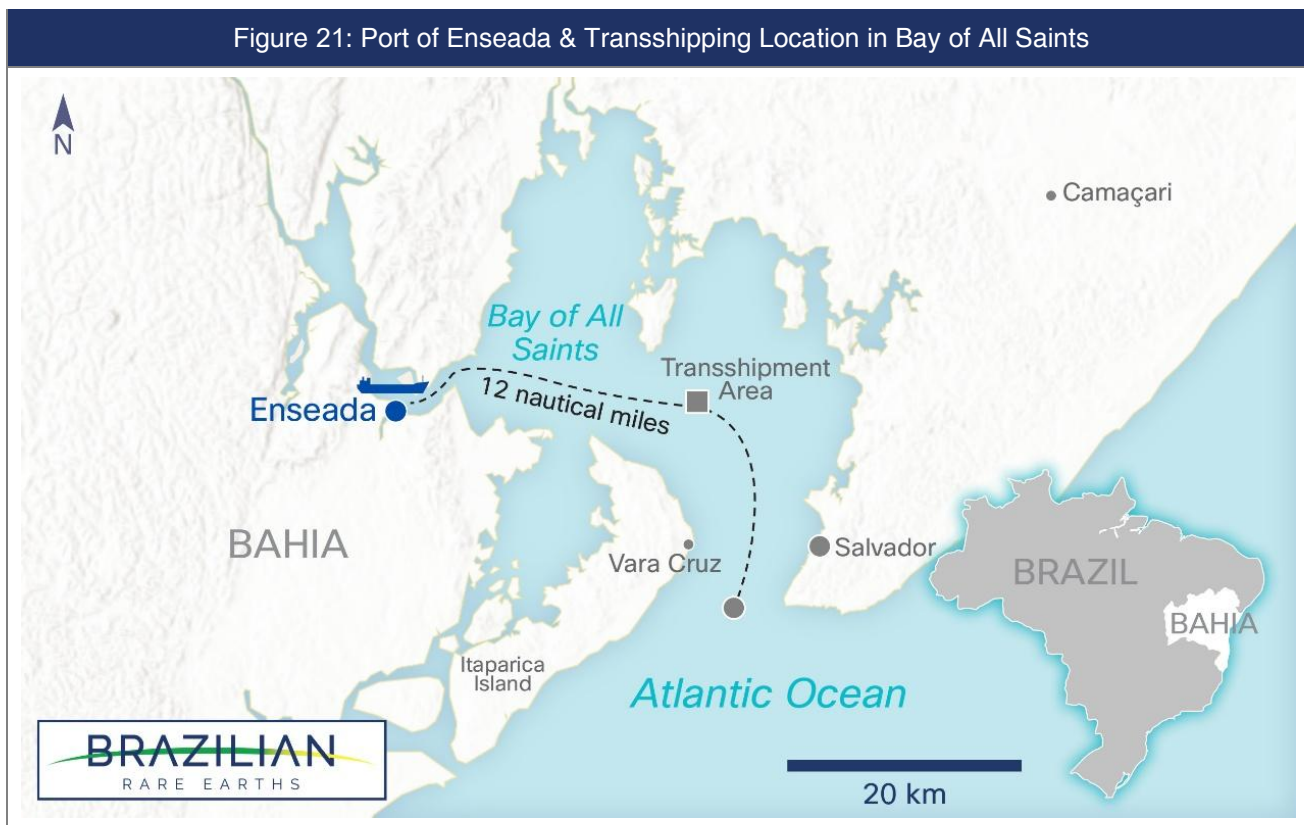 Figure 21: Port of Enseada & Transshipping Location in Bay of All Saints
N
Camaçari
Bay of All
Saints
Transshipment
Area
12 nautical miles
Enseada
BAHIA
Vara Cruz
Salvador
BRAZIL
BAHIA
Itaparica
Island
Atlantic Ocean
BRAZILIAN
RARE EARTHS
20 km